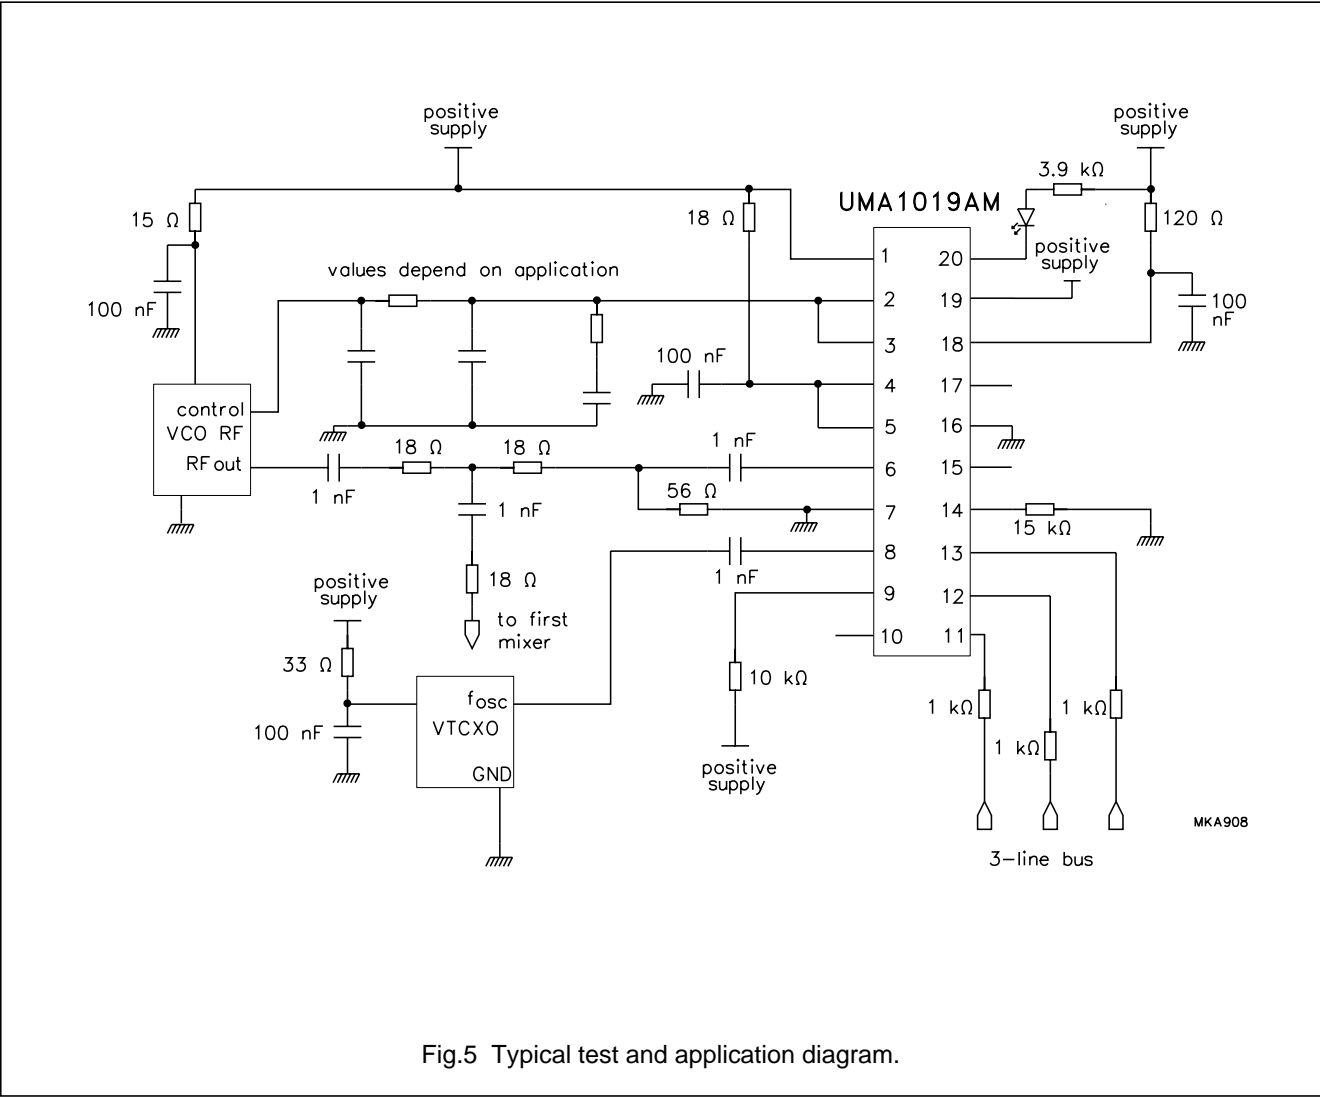 positive
supply
positive
supply
3.9 kΩ
UMA1019AM
15 Ω
18 Ω
120 Ω
positive
supply
values depend on application
100 nF
100
nF
1
2
3
4
5
6
7
8
9
10
20
19
18
17
16
15
14
13
12
11
100 nF
control
VCO RF
RFout
18 Ω
18 Ω
1 nF
1 nF
1 nF
56 Ω
15 kΩ
1 nF
18 Ω
to first
mixer
positive
supply
33 Ω
100 nF
fosc
VTCXO
GND
10 kΩ
positive
supply
1 kΩ
1 kΩ
1 kΩ
3-line bus
MKA908
Fig.5 Typical test and application diagram.